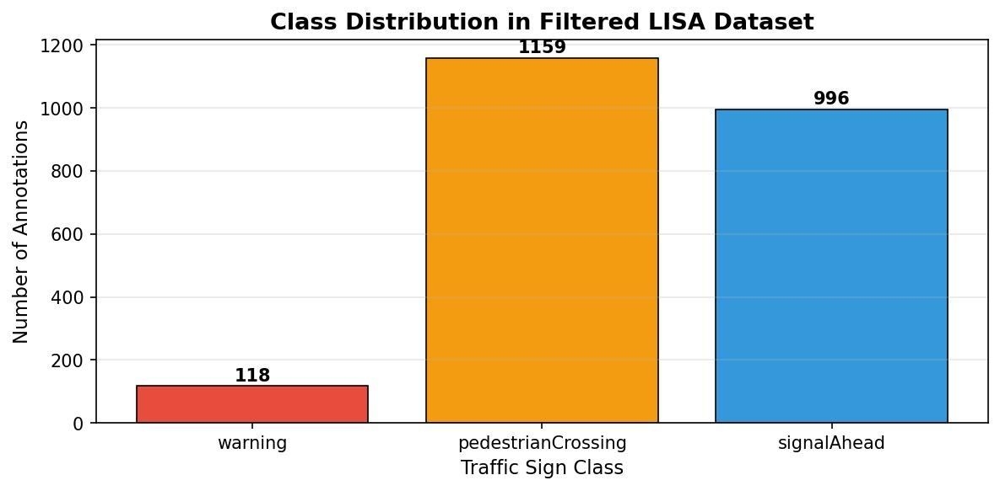 Class Distribution in Filtered LISA Dataset
Number of Annotations
1200
1000
800
600
400
200
0
118
1159
996
warning
pedestrianCrossing
signalAhead
Traffic Sign Class